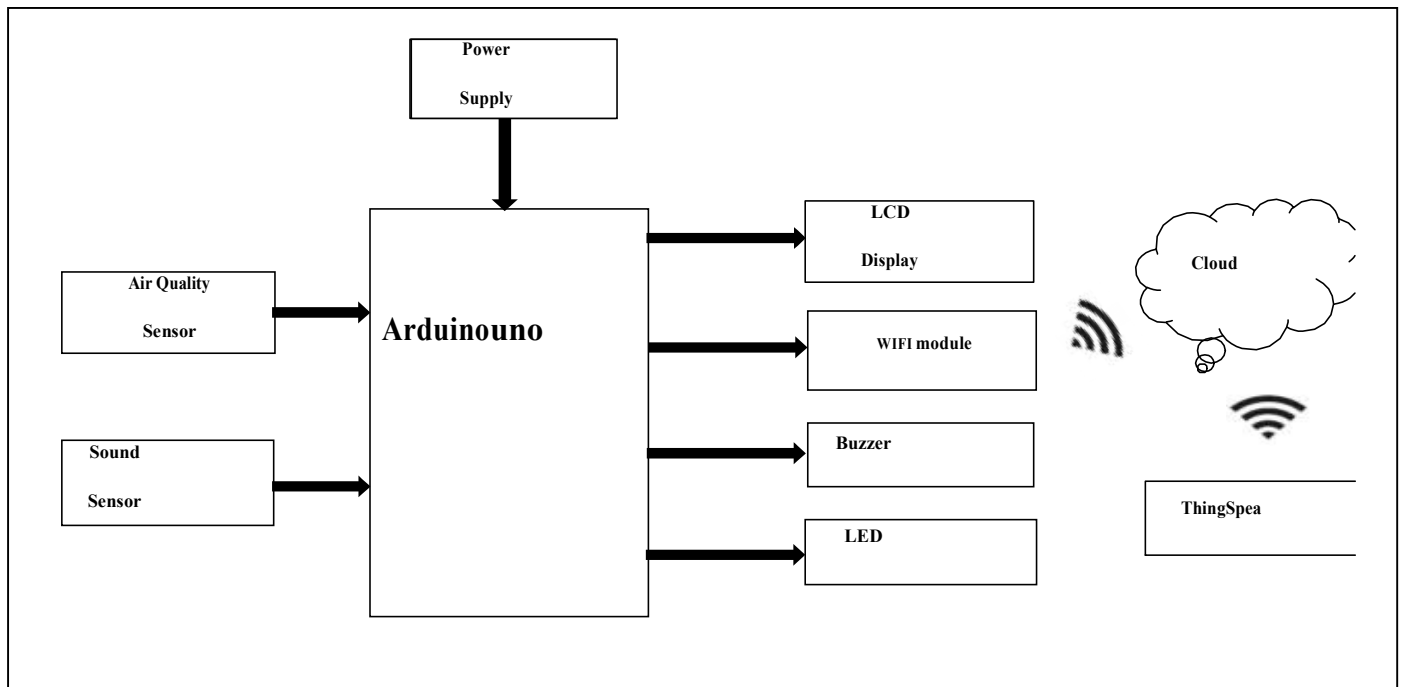 Power
Supply
LCD
Display
Cloud
Air Quality
Sensor
Arduinouno
WIFI module
Sound
Sensor
Buzzer
ThingSpea
LED